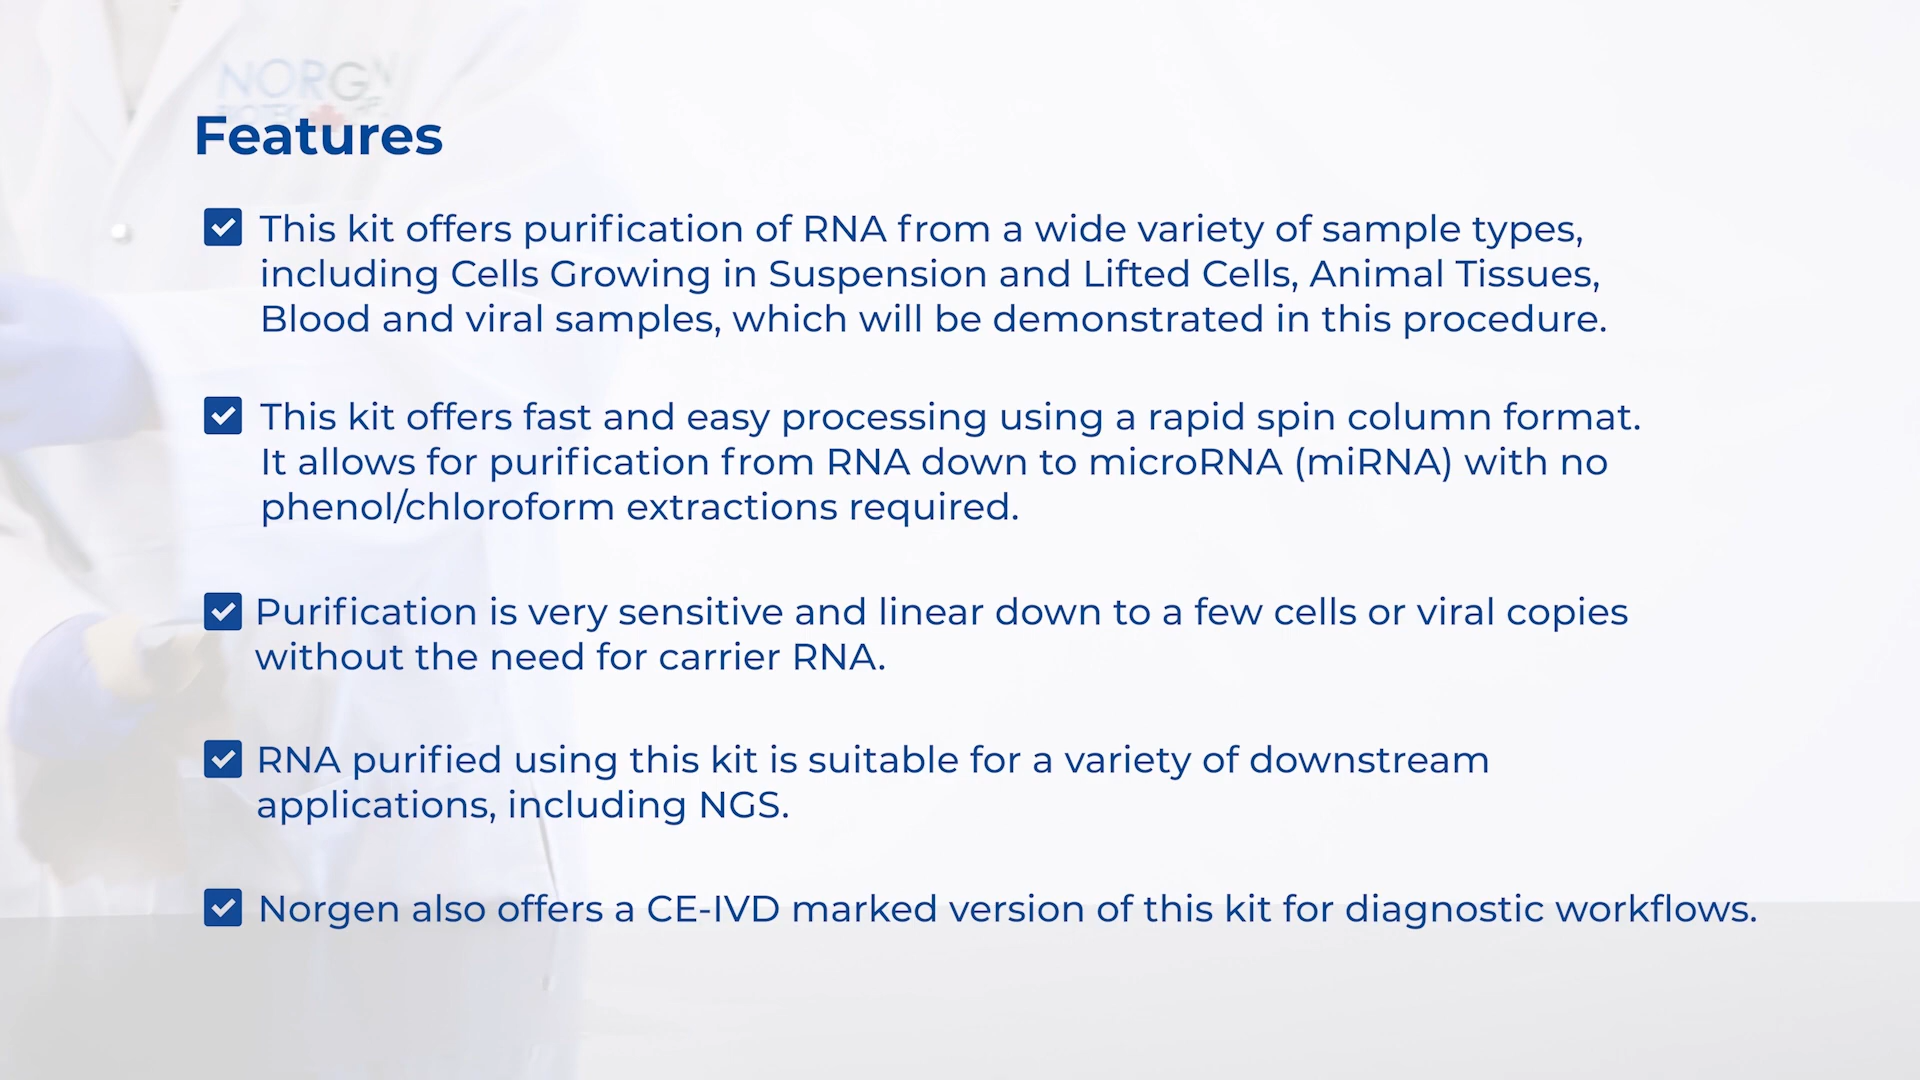 Features
This kit offers purification of RNA from a wide variety of sample types,
including Cells Growing in Suspension and Lifted Cells, Animal Tissues,
Blood and viral samples, which will be demonstrated in this procedure.
This kit offers fast and easy processing using a rapid spin column format.
It allows for purification from RNA down to microRNA (miRNA) with no
phenol/chloroform extractions required.
Purification is very sensitive and linear down to a few cells or viral copies
without the need for carrier RNA.
RNA purified using this kit is suitable for a variety of downstream
applications, including NGS.
Norgen also offers a CE-IVD marked version of this kit for diagnostic workflows.